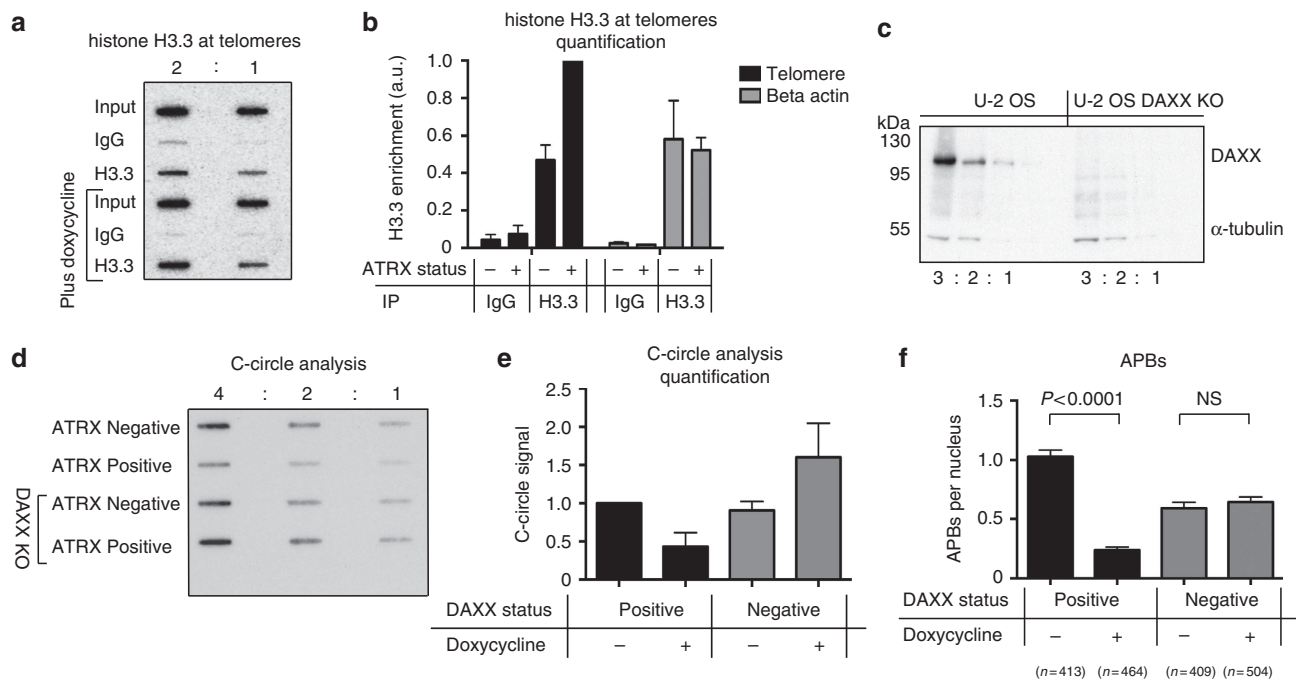 a
histone H3.3 at telomeres
2 : 1
Input
IgG
H3.3
Input
IgG
H3.3
Plus doxycycline
b
histone H3.3 at telomeres
quantification
H3.3 enrichment (a.u.)
1.0
0.8
0.6
0.4
0.2
0
Telomere
Beta actin
ATRX status – + – + – + – +
IP IgG H3.3 IgG H3.3
c
U-2 OS U-2 OS DAXX KO
kDa
130
95
55
DAXX
α-tubulin
3 : 2 : 1 3 : 2 : 1
d
C-circle analysis
4 : 2 : 1
ATRX Negative
ATRX Positive
ATRX Negative
ATRX Positive
DAXX KO
e
C-circle analysis
quantification
C-circle signal
2.5
2.0
1.5
1.0
0.5
0
DAXX status Positive Negative
Doxycycline – + – +
f
APBs
P<0.0001 NS
APBs per nucleus
1.5
1.0
0.5
0
DAXX status Positive Negative
Doxycycline – + – +
(n=413) (n=464) (n=409) (n=504)